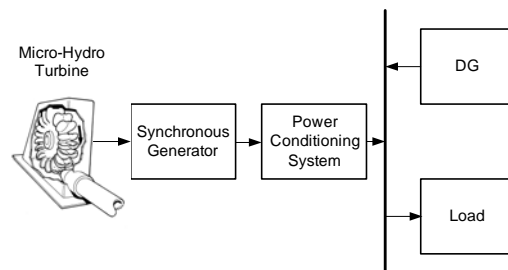 Micro-Hydro
Turbine
Synchronous
Generator
Power
Conditioning
System
DG
Load